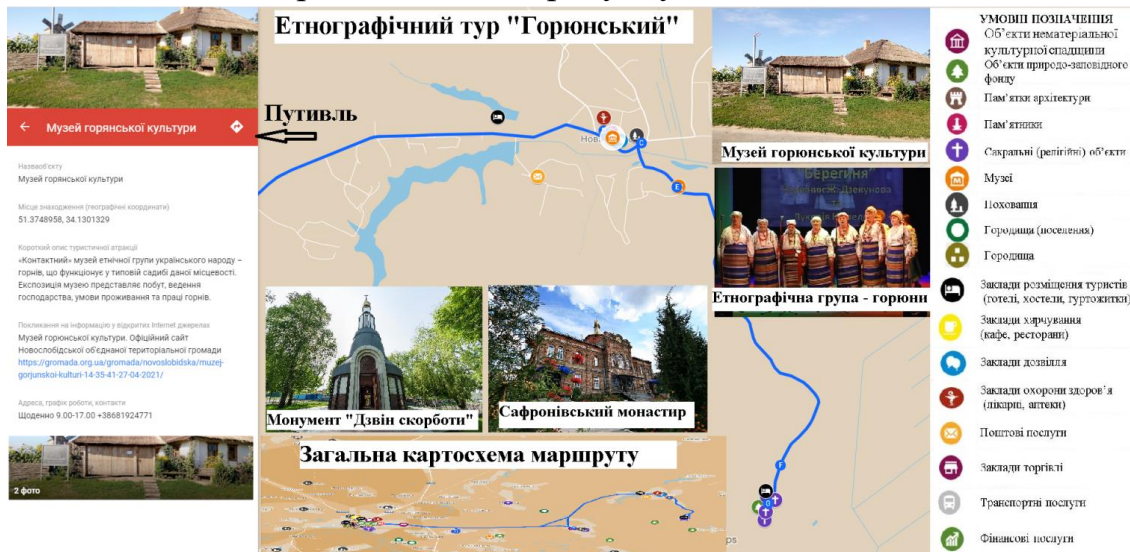 Етнографічний тур "Горюнський"
Путивль
Музей горянської культури
Назваоб'єкту
Музей горянської культури
Місце знаходження (географічні координати)
51.3748958, 34.1301329
Короткий опис туристичної атракції
«Контактний» музей етнічної групи українського народу –
горнів, що функціонує у типовій садибі даної місцевості.
Експозиція музею представляє побут, ведення
господарства, умови проживання та праці горнів.
Покликання на інформацію у відкритих Internet джерелах
Музей горюнської культури. Офіційний сайт
Новослобідської об'єднаної територіальної громади
https://gromada.org.ua/gromada/novoslobidska/muzej-
gorjunskoi-kulturi-14-35-41-27-04-2021/
Адреса, графік роботи, контакти
Щоденно 9.00-17.00 +38681924771
2 фото
Нова
C
E
F
Музей горюнської культури
"Берегиня"
Етнографічна група - горюни
Монумент "Дзвін скорботи"
Сафронівський монастир
Загальна картосхема маршруту
УМОВНІ ПОЗНАЧЕННЯ
Об'єкти нематеріальної
культурної спадщини
Об'єкти природо-заповідного
фонду
Пам'ятки архітектури
Пам'ятники
Сакральні (релігійні) об'єкти
Музеї
Поховання
Городища (поселення)
Городища
Заклади розміщення туристів
(готелі, хостели, гуртожитки)
Заклади харчування
(кафе, ресторани)
Заклади дозвілля
Заклади охорони здоров'я
(лікарні, аптеки)
Поштові послуги
Заклади торгівлі
Транспортні послуги
Фінансові послуги